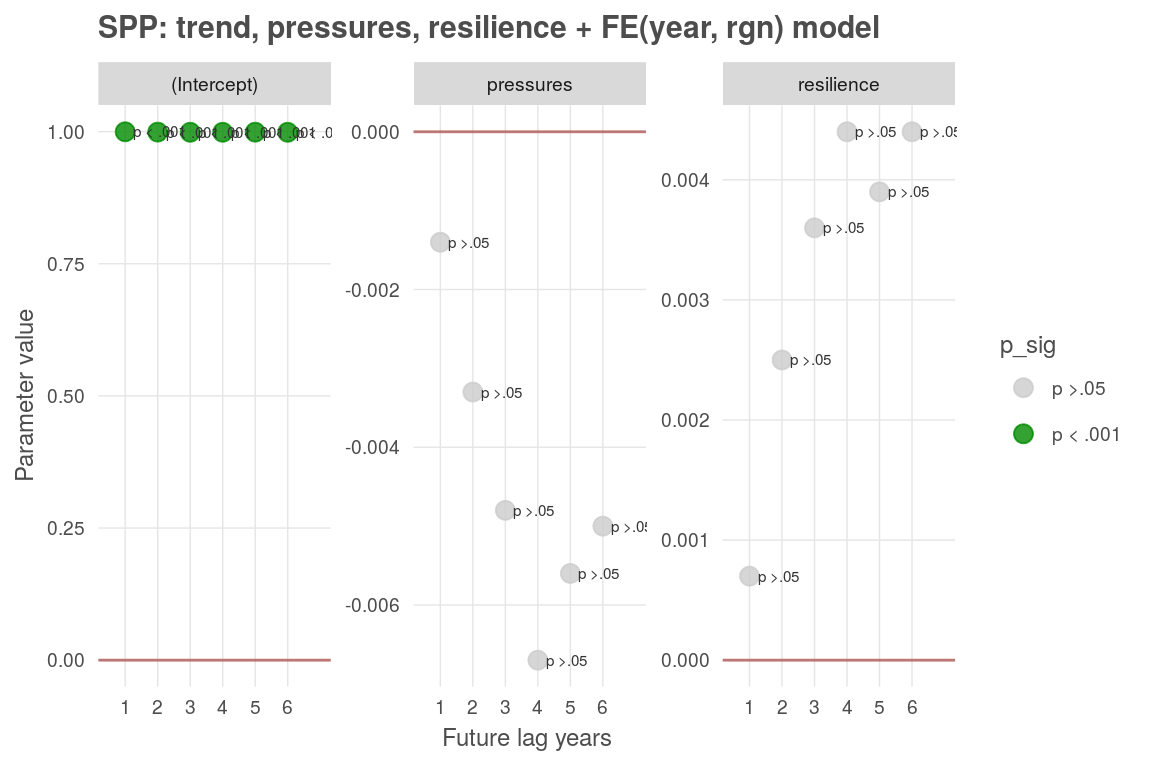 SPP: trend, pressures, resilience + FE(year, rgn) model
(Intercept)
pressures
resilience
Parameter value
1.00
0.75
0.50
0.25
0.00
p < .001
1 2 3 4 5 6
0.000
-0.002
-0.004
-0.006
p >.05
p >.05
p >.05
p >.05
p >.05
p >.05
1 2 3 4 5 6
0.004
0.003
0.002
0.001
0.000
p >.05
p >.05
p >.05
p >.05
p >.05
p >.05
1 2 3 4 5 6
Future lag years
p_sig
p >.05
p < .001